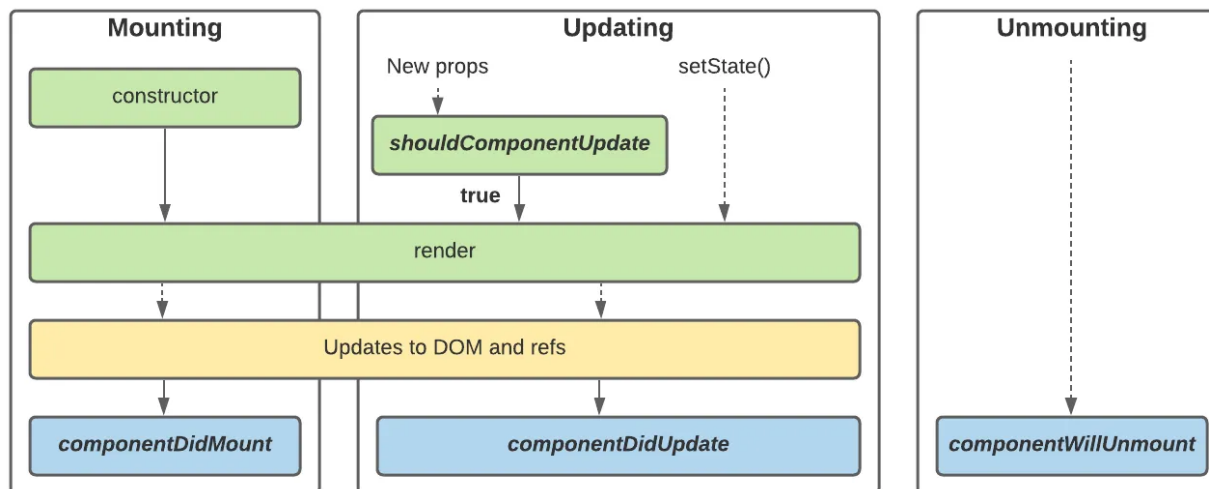 Mounting
Updating
Unmounting
New props
setState()
constructor
shouldComponentUpdate
true
render
Updates to DOM and refs
componentDidMount
componentDidUpdate
componentWillUnmount